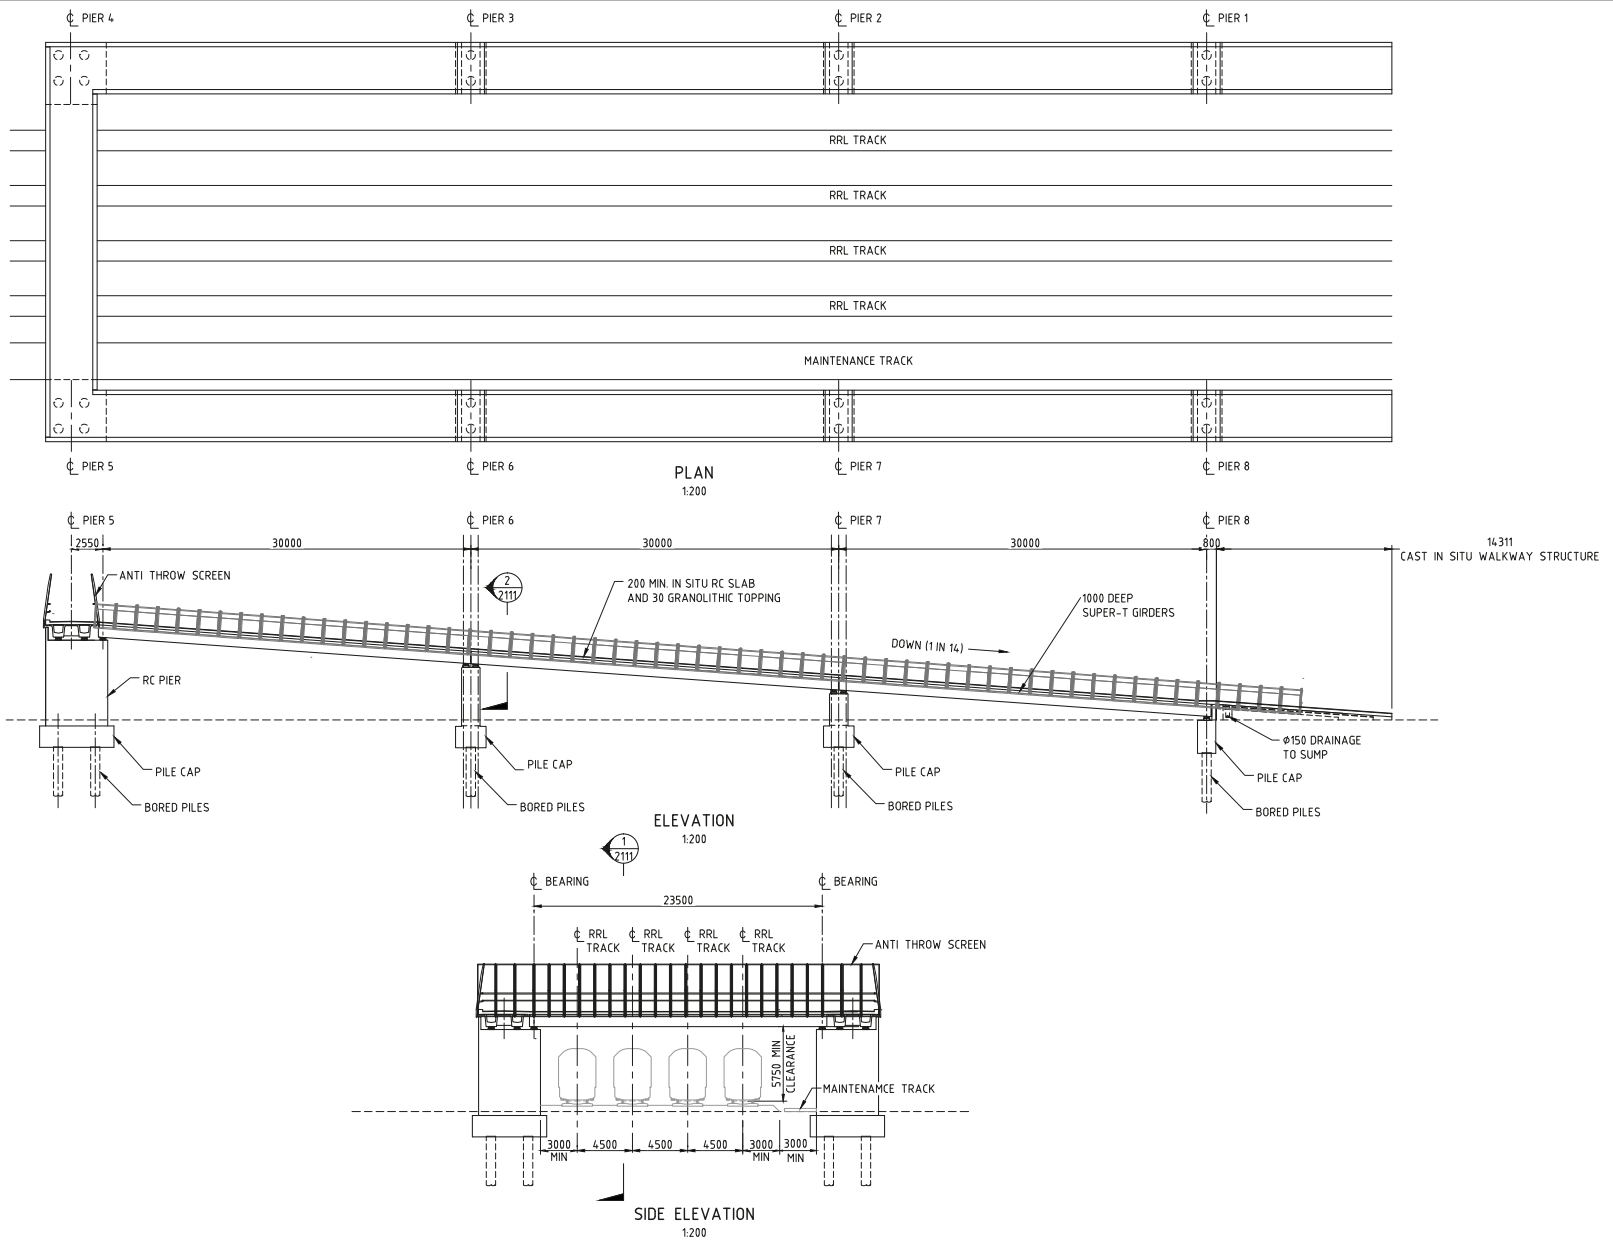 ℄ PIER 4
℄ PIER 3
℄ PIER 2
℄ PIER 1
RRL TRACK
RRL TRACK
RRL TRACK
RRL TRACK
MAINTENANCE TRACK
℄ PIER 5
℄ PIER 6
℄ PIER 7
℄ PIER 8
PLAN
1:200
℄ PIER 5
℄ PIER 6
℄ PIER 7
℄ PIER 8
2550
30000
30000
30000
800
14311
CAST IN SITU WALKWAY STRUCTURE
ANTI THROW SCREEN
2
2111
200 MIN. IN SITU RC SLAB
AND 30 GRANOLITHIC TOPPING
1000 DEEP
SUPER-T GIRDERS
DOWN (1 IN 14)
RC PIER
Φ150 DRAINAGE
TO SUMP
PILE CAP
PILE CAP
PILE CAP
PILE CAP
BORED PILES
BORED PILES
BORED PILES
BORED PILES
ELEVATION
1:200
1
2111
℄ BEARING
℄ BEARING
23500
℄ RRL
TRACK
℄ RRL
TRACK
℄ RRL
TRACK
℄ RRL
TRACK
ANTI THROW SCREEN
5750 MIN
CLEARANCE
MAINTENAMCE TRACK
3000
MIN
4500
4500
4500
3000
MIN
3000
MIN
SIDE ELEVATION
1:200